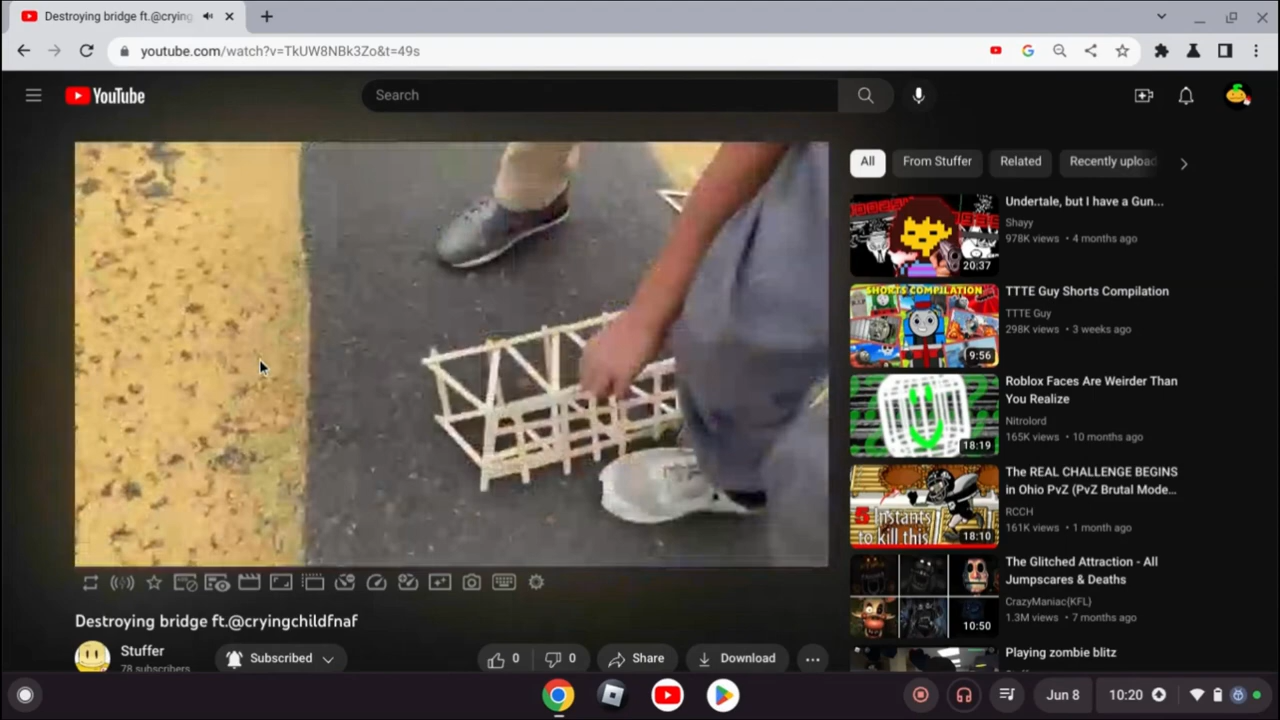 Destroying bridge ft.@crying
youtube.com/watch?v=TkUW8NBk3Zo&t=49s
YouTube
Search
All
From Stuffer
Related
Recently upload
Undertale, but I have a Gun...
Shayy
978K views • 4 months ago
20:37
SHORTS COMPILATION
TTTE Guy Shorts Compilation
TTTE Guy
298K views • 3 weeks ago
9:56
Roblox Faces Are Weirder Than
You Realize
Nitrolord
165K views • 10 months ago
18:19
The REAL CHALLENGE BEGINS
in Ohio PvZ (PvZ Brutal Mode...
RCCH
161K views • 1 month ago
5 Instants
to kill this
18:10
The Glitched Attraction - All
Jumpscares & Deaths
CrazyManiac(KFL)
1.3M views • 7 months ago
10:50
Playing zombie blitz
Destroying bridge ft.@cryingchildfnaf
Stuffer
78 subscribers
Subscribed
0
0
Share
Download
Jun 8
10:20